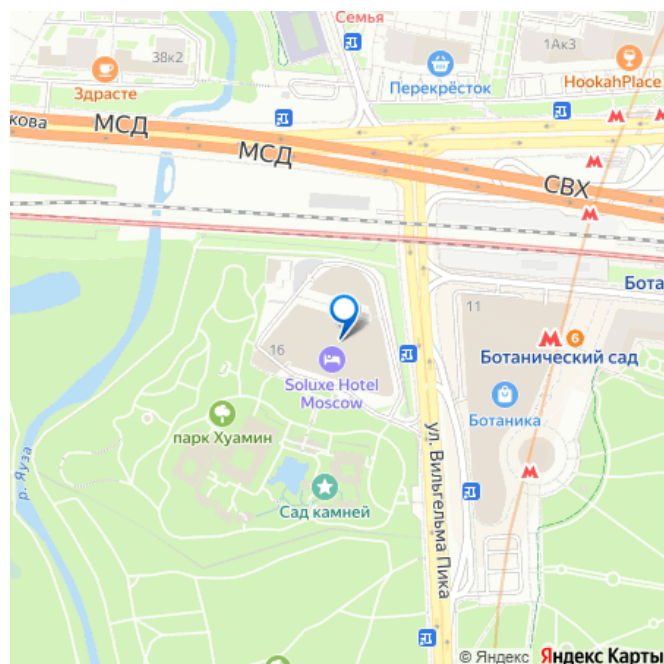 Семья
1Ак3
38к2
Здрасте
Перекрёсток
HookahPlace
кова
МСД
МСД
СВХ
Бота
11
16
6
Ботанический сад
Soluxe Hotel
Moscow
Ботаника
парк Хуамин
ул. Вильгельма Пика
р. Яуза
Сад камней
© Яндекс Яндекс Карты